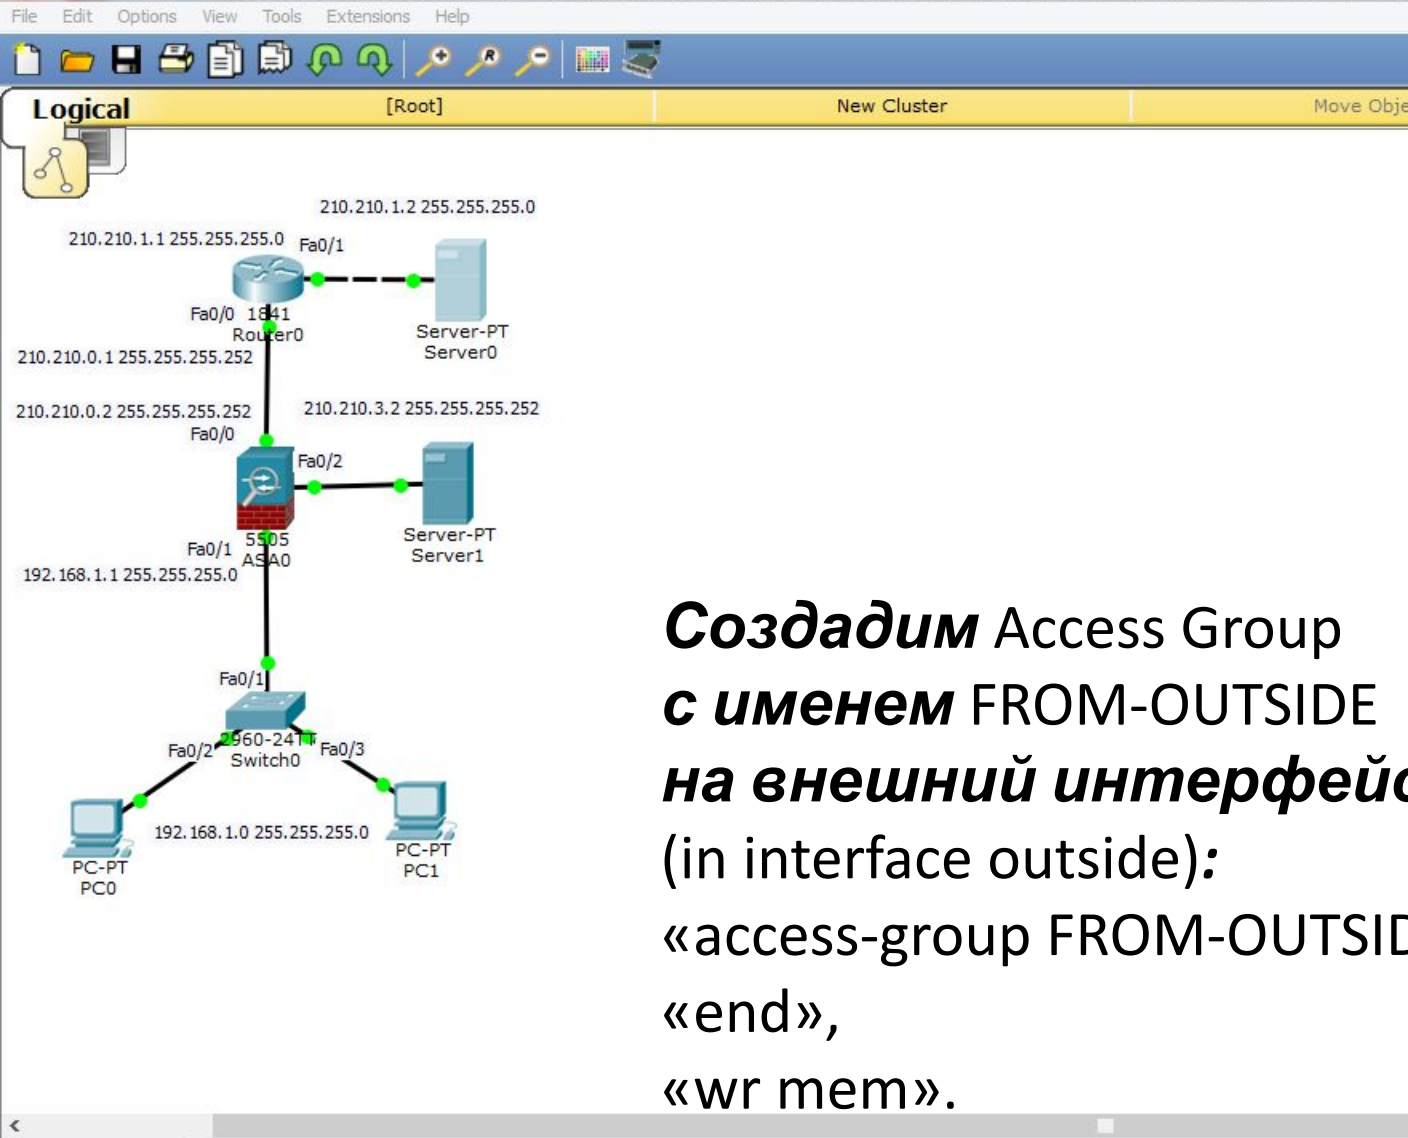 File Edit Options View Tools Extensions Help
Logical [Root] New Cluster Move Obje
210.210.1.2 255.255.255.0
210.210.1.1 255.255.255.0
Fa0/1
Fa0/0 1841
Router0
Server-PT
Server0
210.210.0.1 255.255.255.252
210.210.0.2 255.255.255.252
210.210.3.2 255.255.255.252
Fa0/0
Fa0/2
Server-PT
Server1
Fa0/1
5505
ASA0
192.168.1.1 255.255.255.0
Fa0/1
2960-24TT
Switch0
Fa0/2
Fa0/3
192.168.1.0 255.255.255.0
PC-PT
PC0
PC-PT
PC1
Создадим Access Group
с именем FROM-OUTSIDE
на внешний интерфейс
(in interface outside):
«access-group FROM-OUTSID
«end»,
«wr mem».